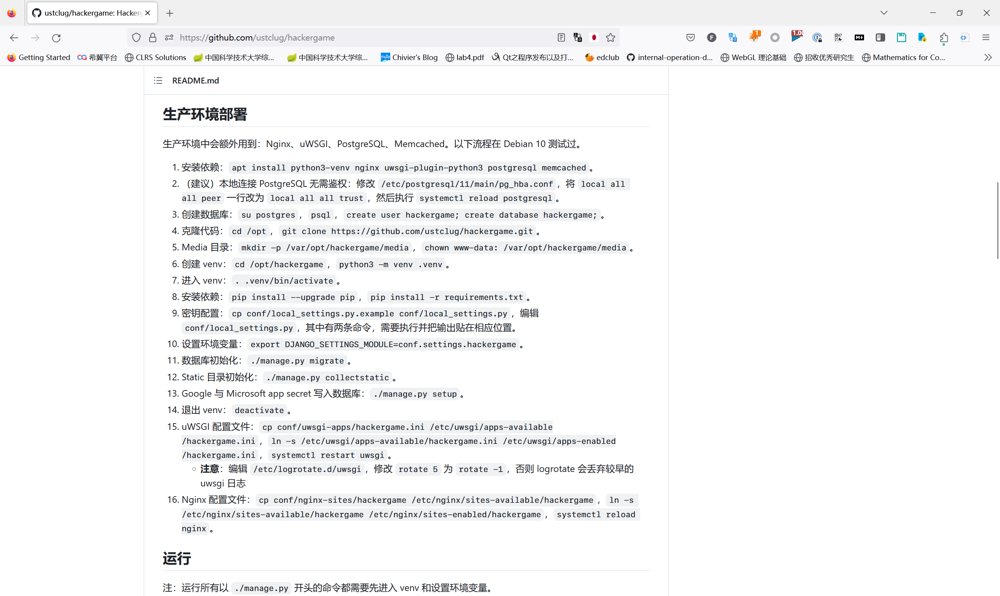 ustclug/hackergame: Hackerg
https://github.com/ustclug/hackergame
1
1.00
F
M↓
Getting Started
希冀平台
CLRS Solutions
中国科学技术大学综...
中国科学技术大学综...
Fluid
Chivier's Blog
lab4.pdf
Qt之程序发布以及打...
edclub
internal-operation-d...
WebGL 理论基础
招收优秀研究生
Mathematics for Co...
README.md
生产环境部署
生产环境中会额外用到：Nginx、uWSGI、PostgreSQL、Memcached。以下流程在 Debian 10 测试过。
1. 安装依赖： apt install python3-venv nginx uwsgi-plugin-python3 postgresql memcached 。
2. （建议）本地连接 PostgreSQL 无需鉴权：修改 /etc/postgresql/11/main/pg_hba.conf ，将 local all
all peer 一行改为 local all all trust ，然后执行 systemctl reload postgresql 。
3. 创建数据库： su postgres ， psql ， create user hackergame; create database hackergame; 。
4. 克隆代码： cd /opt ， git clone https://github.com/ustclug/hackergame.git 。
5. Media 目录： mkdir -p /var/opt/hackergame/media ， chown www-data: /var/opt/hackergame/media 。
6. 创建 venv： cd /opt/hackergame ， python3 -m venv .venv 。
7. 进入 venv： . .venv/bin/activate 。
8. 安装依赖： pip install --upgrade pip ， pip install -r requirements.txt 。
9. 密钥配置： cp conf/local_settings.py.example conf/local_settings.py ，编辑
conf/local_settings.py ，其中有两条命令，需要执行并把输出贴在相应位置。
10. 设置环境变量： export DJANGO_SETTINGS_MODULE=conf.settings.hackergame 。
11. 数据库初始化： ./manage.py migrate 。
12. Static 目录初始化： ./manage.py collectstatic 。
13. Google 与 Microsoft app secret 写入数据库： ./manage.py setup 。
14. 退出 venv： deactivate 。
15. uWSGI 配置文件： cp conf/uwsgi-apps/hackergame.ini /etc/uwsgi/apps-available
/hackergame.ini ， ln -s /etc/uwsgi/apps-available/hackergame.ini /etc/uwsgi/apps-enabled
/hackergame.ini ， systemctl restart uwsgi 。
注意：编辑 /etc/logrotate.d/uwsgi ，修改 rotate 5 为 rotate -1 ，否则 logrotate 会丢弃较早的
uwsgi 日志
16. Nginx 配置文件： cp conf/nginx-sites/hackergame /etc/nginx/sites-available/hackergame ， ln -s
/etc/nginx/sites-available/hackergame /etc/nginx/sites-enabled/hackergame ， systemctl reload
nginx 。
运行
注：运行所有以 ./manage.py 开头的命令都需要先进入 venv 和设置环境变量。